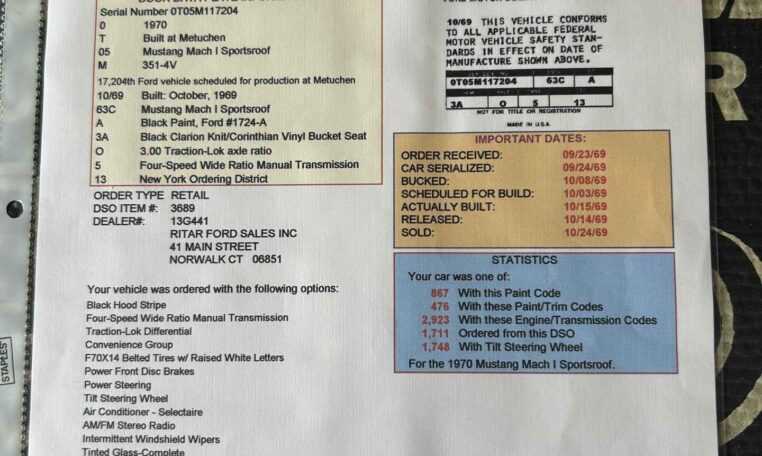 Serial Number 0T05M117204
0 1970
T Built at Metuchen
05 Mustang Mach I Sportsroof
M 351-4V
17,204th Ford vehicle scheduled for production at Metuchen
10/69 Built: October, 1969
63C Mustang Mach I Sportsroof
A Black Paint, Ford #1724-A
3A Black Clarion Knit/Corinthian Vinyl Bucket Seat
O 3.00 Traction-Lok axle ratio
5 Four-Speed Wide Ratio Manual Transmission
13 New York Ordering District
ORDER TYPE RETAIL
DSO ITEM #: 3689
DEALER#: 13G441
RITAR FORD SALES INC
41 MAIN STREET
NORWALK CT 06851
Your vehicle was ordered with the following options:
Black Hood Stripe
Four-Speed Wide Ratio Manual Transmission
Traction-Lok Differential
Convenience Group
F70X14 Belted Tires w/ Raised White Letters
Power Front Disc Brakes
Power Steering
Tilt Steering Wheel
Air Conditioner - Selectaire
AM/FM Stereo Radio
Intermittent Windshield Wipers
Tinted Glass-Complete
10/69 THIS VEHICLE CONFORMS
TO ALL APPLICABLE FEDERAL
MOTOR VEHICLE SAFETY STAN-
DARDS IN EFFECT ON DATE OF
MANUFACTURE SHOWN ABOVE.
0T05M117204 63C A
3A O 5 13
NOT FOR TITLE OR REGISTRATION
MADE IN U.S.A.
IMPORTANT DATES:
ORDER RECEIVED: 09/23/69
CAR SERIALIZED: 09/24/69
BUCKED: 10/08/69
SCHEDULED FOR BUILD: 10/03/69
ACTUALLY BUILT: 10/15/69
RELEASED: 10/14/69
SOLD: 10/24/69
STATISTICS
Your car was one of:
867 With this Paint Code
476 With these Paint/Trim Codes
2,923 With these Engine/Transmission Codes
1,711 Ordered from this DSO
1,748 With Tilt Steering Wheel
For the 1970 Mustang Mach I Sportsroof.
STAPLES
R